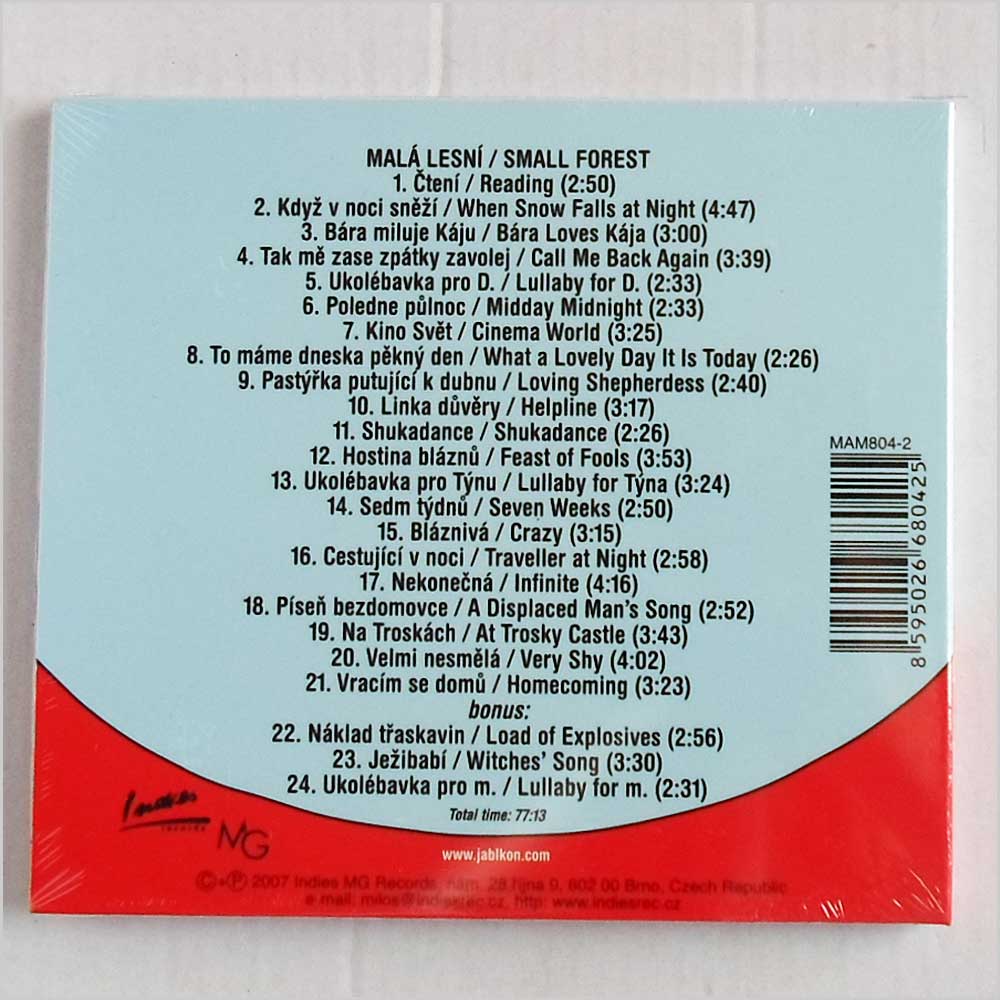 MALÁ LESNÍ / SMALL FOREST
1. Čtení / Reading (2:50)
2. Když v noci sněží / When Snow Falls at Night (4:47)
3. Bára miluje Káju / Bára Loves Kája (3:00)
4. Tak mě zase zpátky zavolej / Call Me Back Again (3:39)
5. Ukolébavka pro D. / Lullaby for D. (2:33)
6. Poledne půlnoc / Midday Midnight (2:33)
7. Kino Svět / Cinema World (3:25)
8. To máme dneska pěkný den / What a Lovely Day It Is Today (2:26)
9. Pastýřka putující k dubnu / Loving Shepherdess (2:40)
10. Linka důvěry / Helpline (3:17)
11. Shukadance / Shukadance (2:26)
12. Hostina bláznů / Feast of Fools (3:53)
13. Ukolébavka pro Týnu / Lullaby for Týna (3:24)
14. Sedm týdnů / Seven Weeks (2:50)
15. Bláznivá / Crazy (3:15)
16. Cestující v noci / Traveller at Night (2:58)
17. Nekonečná / Infinite (4:16)
18. Píseň bezdomovce / A Displaced Man's Song (2:52)
19. Na Troskách / At Trosky Castle (3:43)
20. Velmi nesmělá / Very Shy (4:02)
21. Vracím se domů / Homecoming (3:23)
bonus:
22. Náklad třaskavin / Load of Explosives (2:56)
23. Ježibabí / Witches' Song (3:30)
24. Ukolébavka pro m. / Lullaby for m. (2:31)
Total time: 77:13
www.jablkon.com
MAM804-2
8 595026 680425
Indies
records
MG
©+℗ 2007 Indies MG Records, nám. 28.října 9, 602 00 Brno, Czech Republic
e mail: milos@indiesrec.cz, http: www.indiesrec.cz